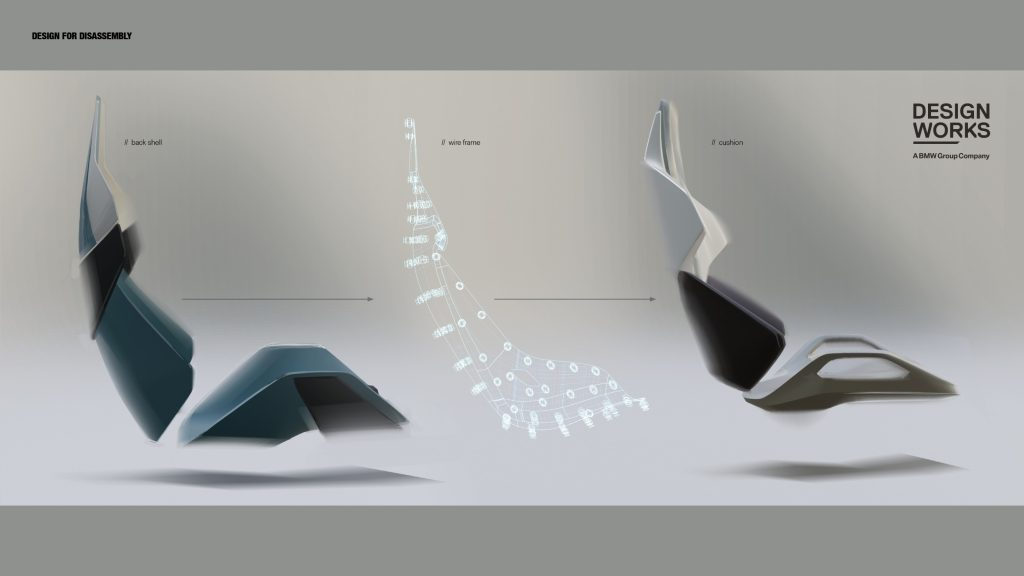 DESIGN FOR DISASSEMBLY
// back shell
// wire frame
// cushion
DESIGN
WORKS
A BMW Group Company